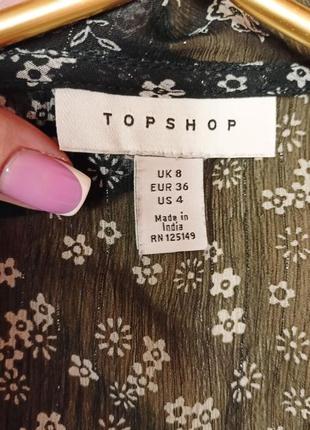 TOPSHOP
UK 8
EUR 36
US 4
Made in
India
RN 125149